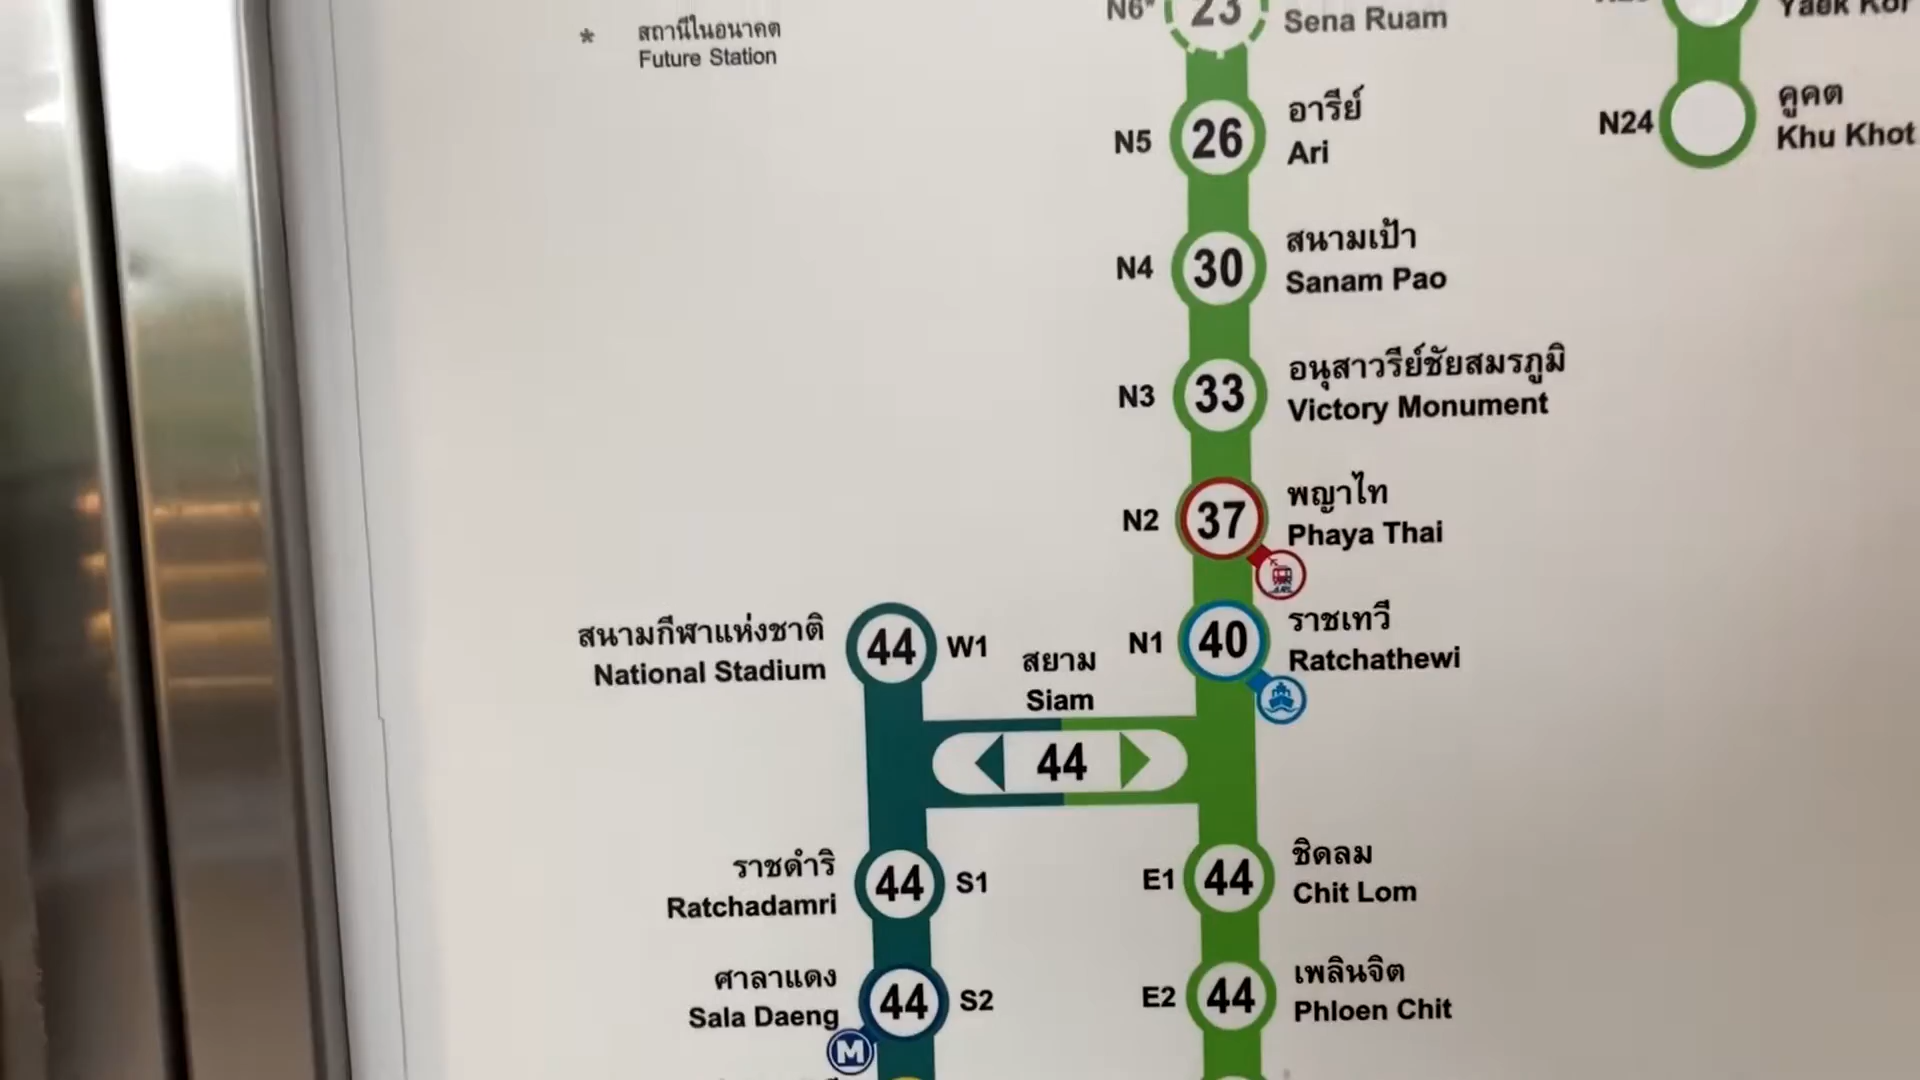 *
สถานีในอนาคต
Future Station
N6*
23
Sena Ruam
N5
26
อารีย์
Ari
N4
30
สนามเป้า
Sanam Pao
N3
33
อนุสาวรีย์ชัยสมรภูมิ
Victory Monument
N2
37
พญาไท
Phaya Thai
N1
40
ราชเทวี
Ratchathewi
สนามกีฬาแห่งชาติ
National Stadium
44
W1
สยาม
Siam
44
ราชดำริ
Ratchadamri
44
S1
E1
44
ชิดลม
Chit Lom
ศาลาแดง
Sala Daeng
44
S2
M
E2
44
เพลินจิต
Phloen Chit
N24
คูคต
Khu Khot